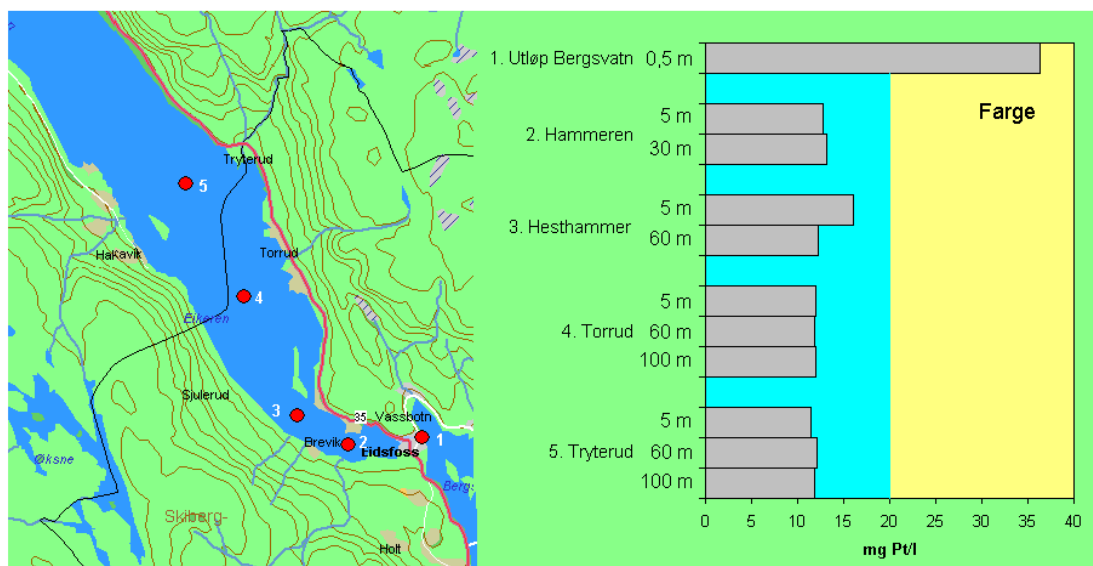 Tryterud
5
Hakavik
Torrud
4
Eikeren
Sjulerud
3
35
Vassbotn
1
Brevik
2
Eidsfoss
Øksne
Bergs
Skiberg-
Holt
1. Utløp Bergsvatn 0,5 m
Farge
5 m
2. Hammeren
30 m
5 m
3. Hesthammer
60 m
5 m
4. Torrud 60 m
100 m
5 m
5. Tryterud 60 m
100 m
0 5 10 15 20 25 30 35 40
mg Pt/l